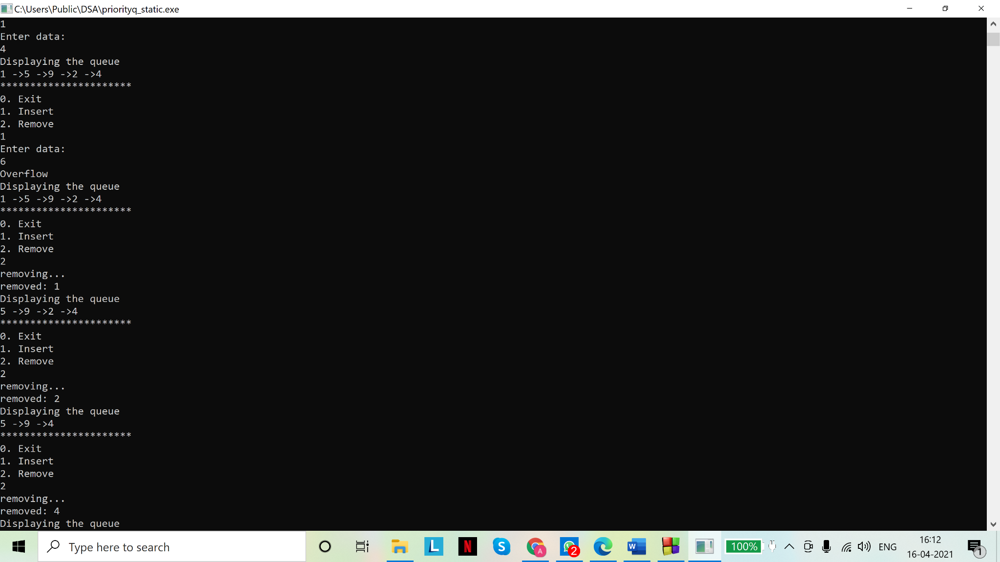 C:\Users\Public\DSA\priorityq_static.exe
1
Enter data:
4
Displaying the queue
1 ->5 ->9 ->2 ->4
**********************
0. Exit
1. Insert
2. Remove
1
Enter data:
6
Overflow
Displaying the queue
1 ->5 ->9 ->2 ->4
**********************
0. Exit
1. Insert
2. Remove
2
removing...
removed: 1
Displaying the queue
5 ->9 ->2 ->4
**********************
0. Exit
1. Insert
2. Remove
2
removing...
removed: 2
Displaying the queue
5 ->9 ->4
**********************
0. Exit
1. Insert
2. Remove
2
removing...
removed: 4
Displaying the queue
Type here to search
L
N
S
A
2
W
100%
ENG
16:12
16-04-2021
1